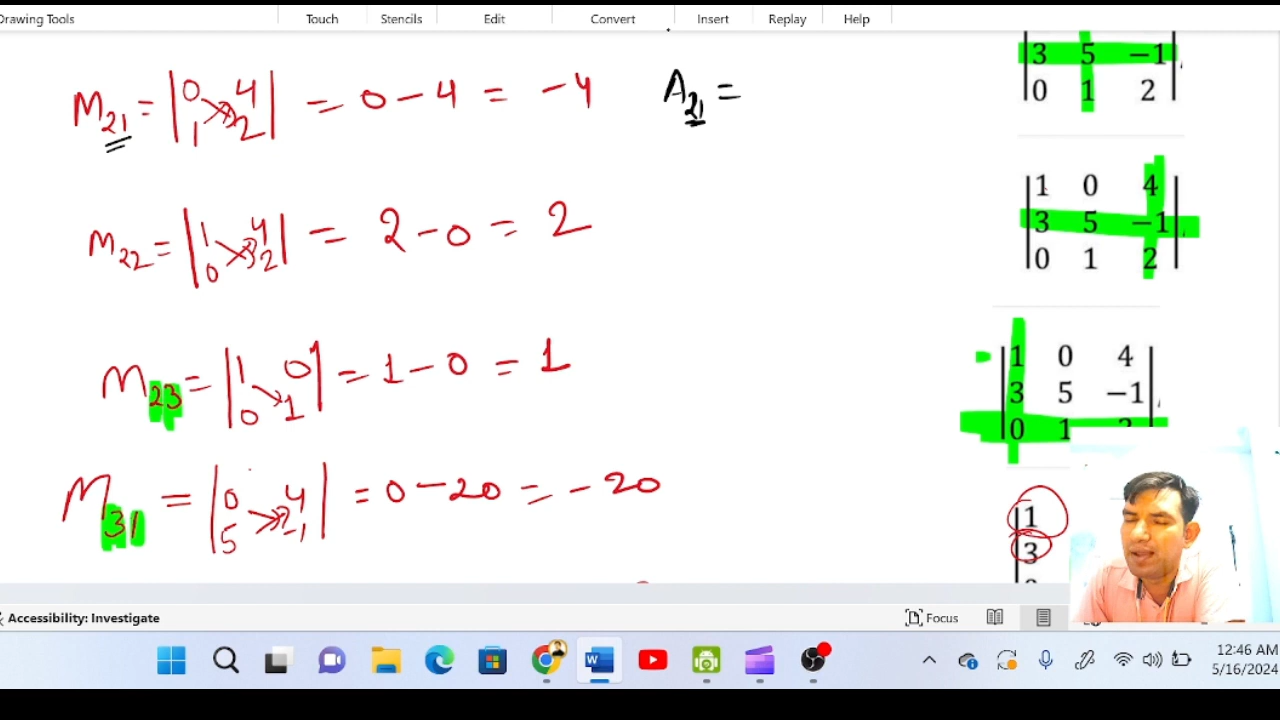 Drawing Tools Touch Stencils Edit Convert Insert Replay Help
M21 = |0 4| = 0 - 4 = -4 A21 =
|1 2|
M22 = |1 4| = 2 - 0 = 2
|0 2|
M23 = |1 0| = 1 - 0 = 1
|0 1|
M31 = |0 4| = 0 - 20 = -20
|5 -1|
|3 5 −1|,
|0 1 2|
|1 0 4|
|3 5 −1|,
|0 1 2|
|1 0 4|
|3 5 −1|,
|0 1 2|
|1
|3
Accessibility: Investigate Focus
12:46 AM
5/16/2024